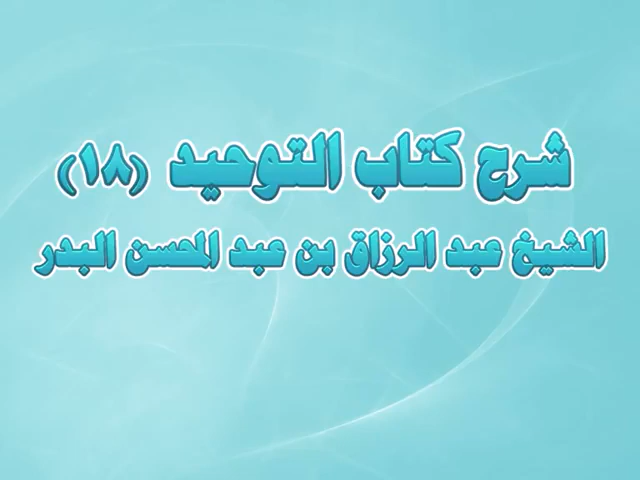 شرح كتاب التوحيد (١٨)
الشيخ عبد الرزاق بن عبد المحسن البدر